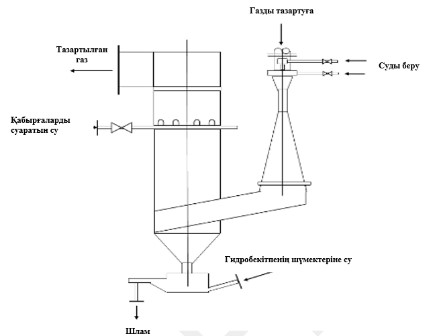 Газды тазартуға
Тазартылған
газ
Суды беру
Қабырғаларды
суаратын су
Гидробекітпенің шүмектеріне су
Шлам